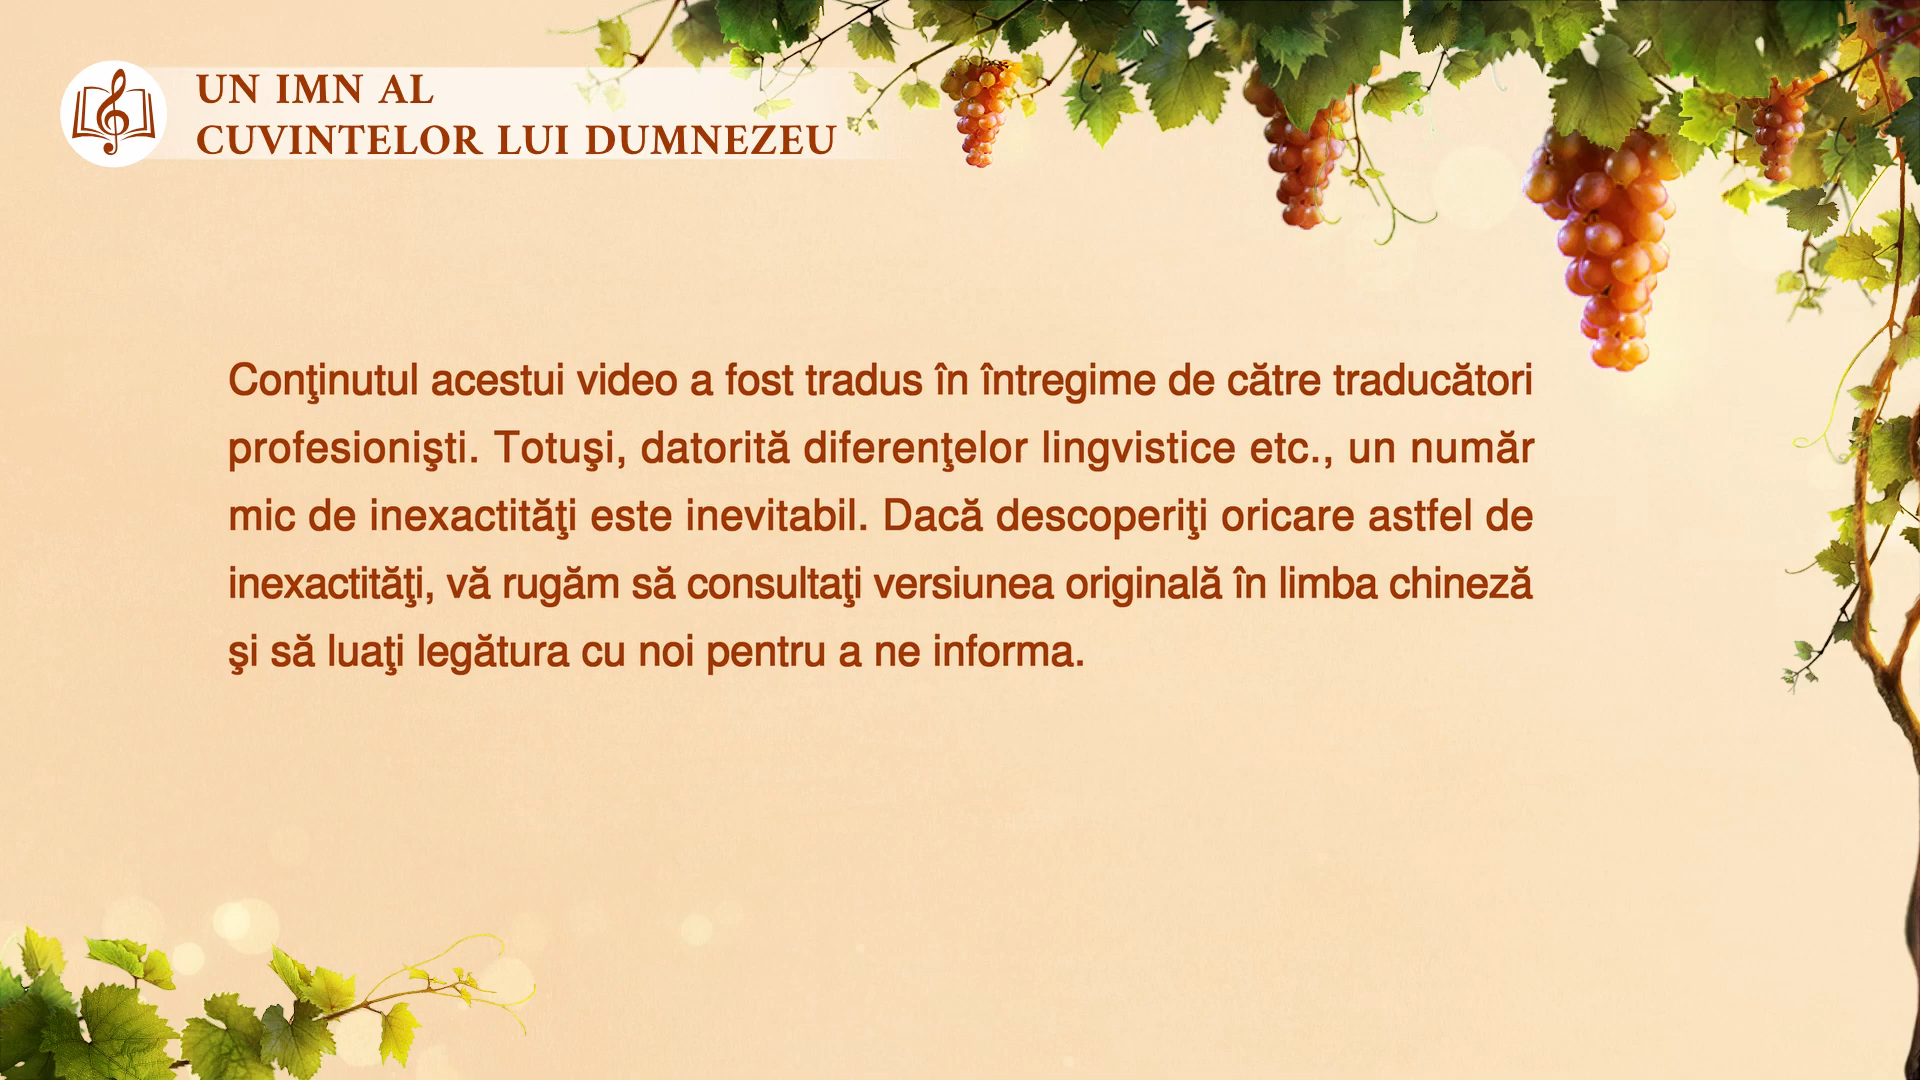 UN IMN AL
CUVINTELOR LUI DUMNEZEU
Conţinutul acestui video a fost tradus în întregime de către traducători
profesionişti. Totuşi, datorită diferenţelor lingvistice etc., un număr
mic de inexactităţi este inevitabil. Dacă descoperiţi oricare astfel de
inexactităţi, vă rugăm să consultaţi versiunea originală în limba chineză
şi să luaţi legătura cu noi pentru a ne informa.